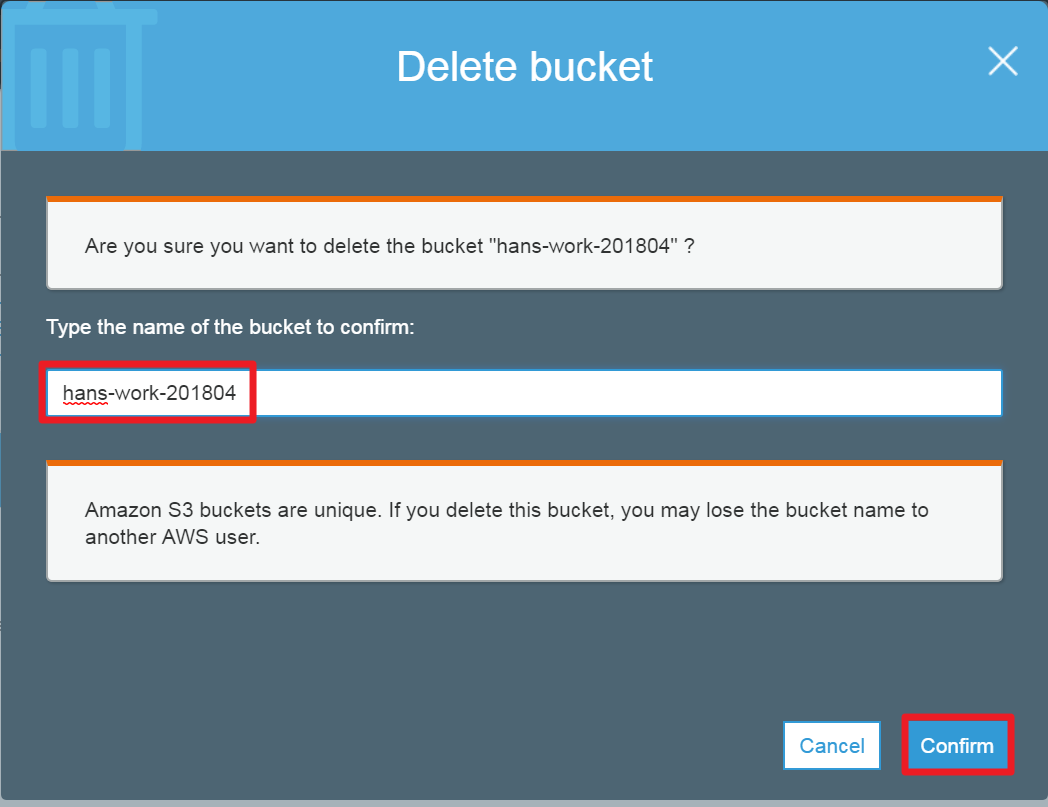 Delete bucket
Are you sure you want to delete the bucket "hans-work-201804" ?
Type the name of the bucket to confirm:
hans-work-201804
Amazon S3 buckets are unique. If you delete this bucket, you may lose the bucket name to
another AWS user.
Cancel
Confirm